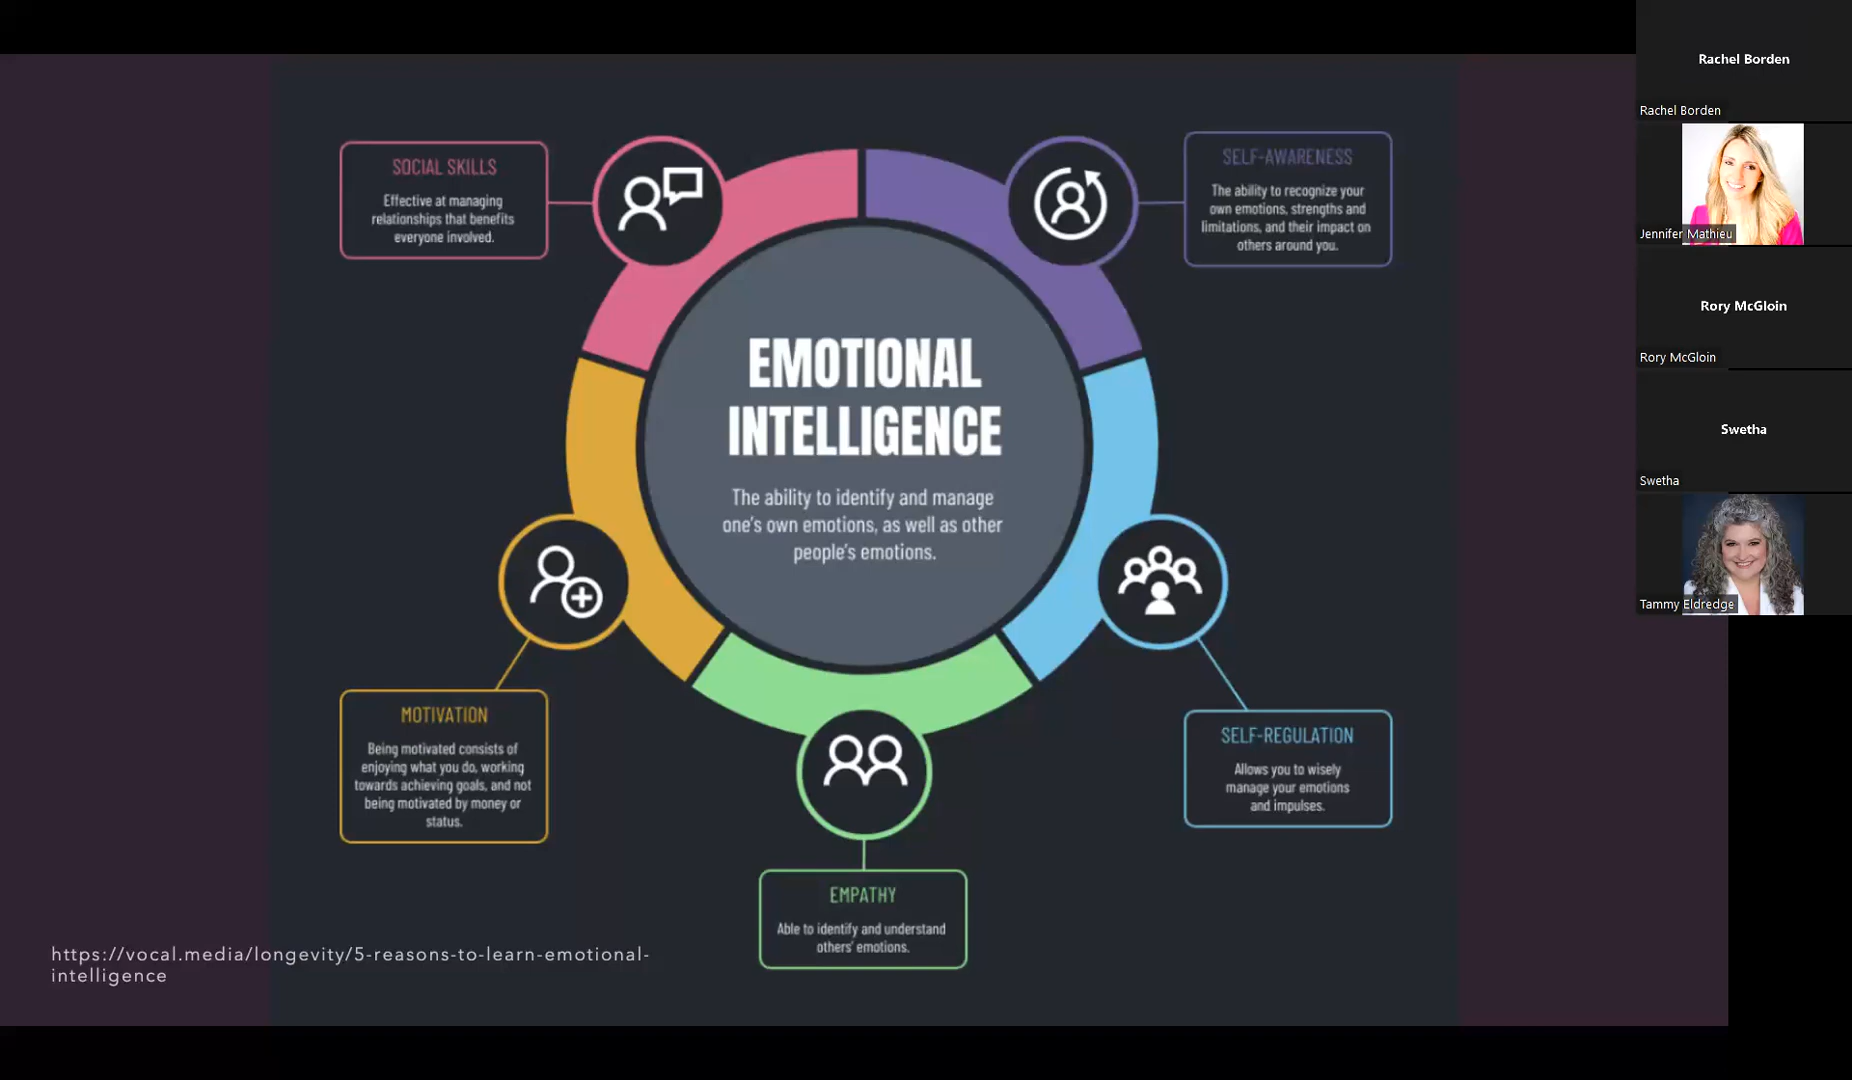 SOCIAL SKILLS
Effective at managing
relationships that benefits
everyone involved.
SELF-AWARENESS
The ability to recognize your
own emotions, strengths and
limitations, and their impact on
others around you.
EMOTIONAL
INTELLIGENCE
The ability to identify and manage
one's own emotions, as well as other
people's emotions.
MOTIVATION
Being motivated consists of
enjoying what you do, working
towards achieving goals, and not
being motivated by money or
status.
SELF-REGULATION
Allows you to wisely
manage your emotions
and impulses.
EMPATHY
Able to identify and understand
others' emotions.
https://vocal.media/longevity/5-reasons-to-learn-emotional-
intelligence
Rachel Borden
Rachel Borden
Jennifer Mathieu
Rory McGloin
Rory McGloin
Swetha
Swetha
Tammy Eldredge